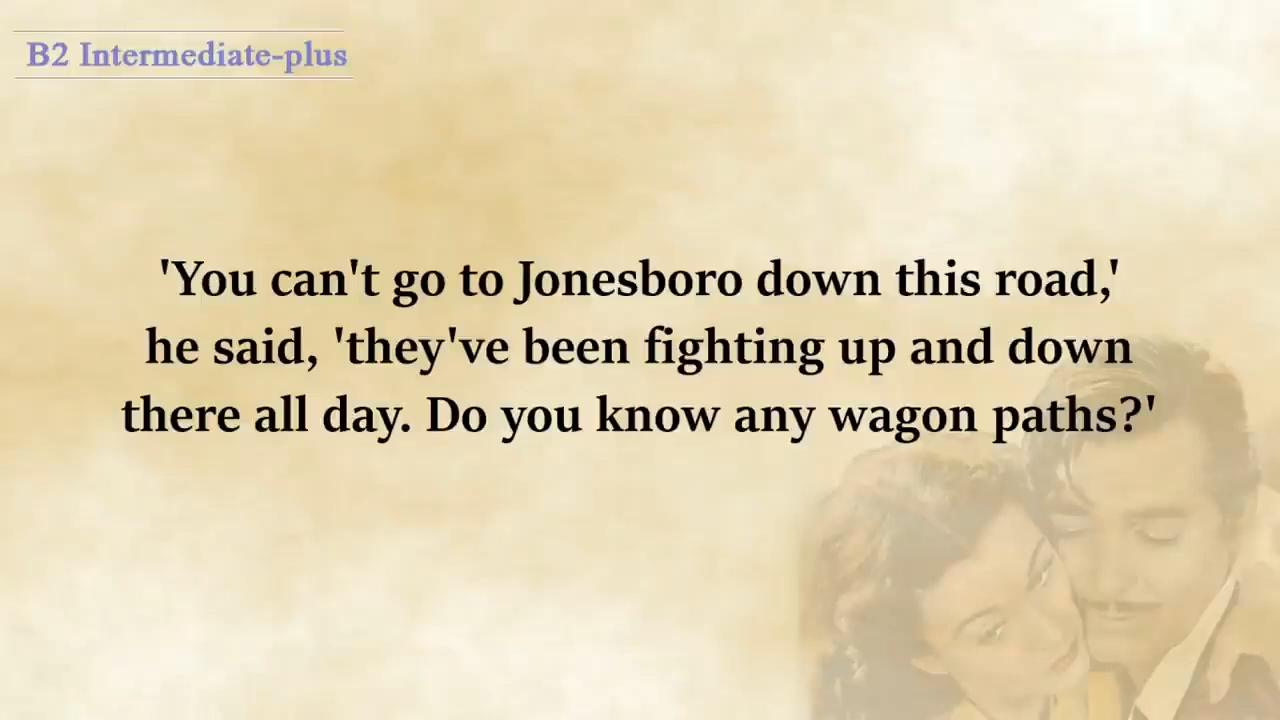 B2 Intermediate-plus
'You can't go to Jonesboro down this road,'
he said, 'they've been fighting up and down
there all day. Do you know any wagon paths?'